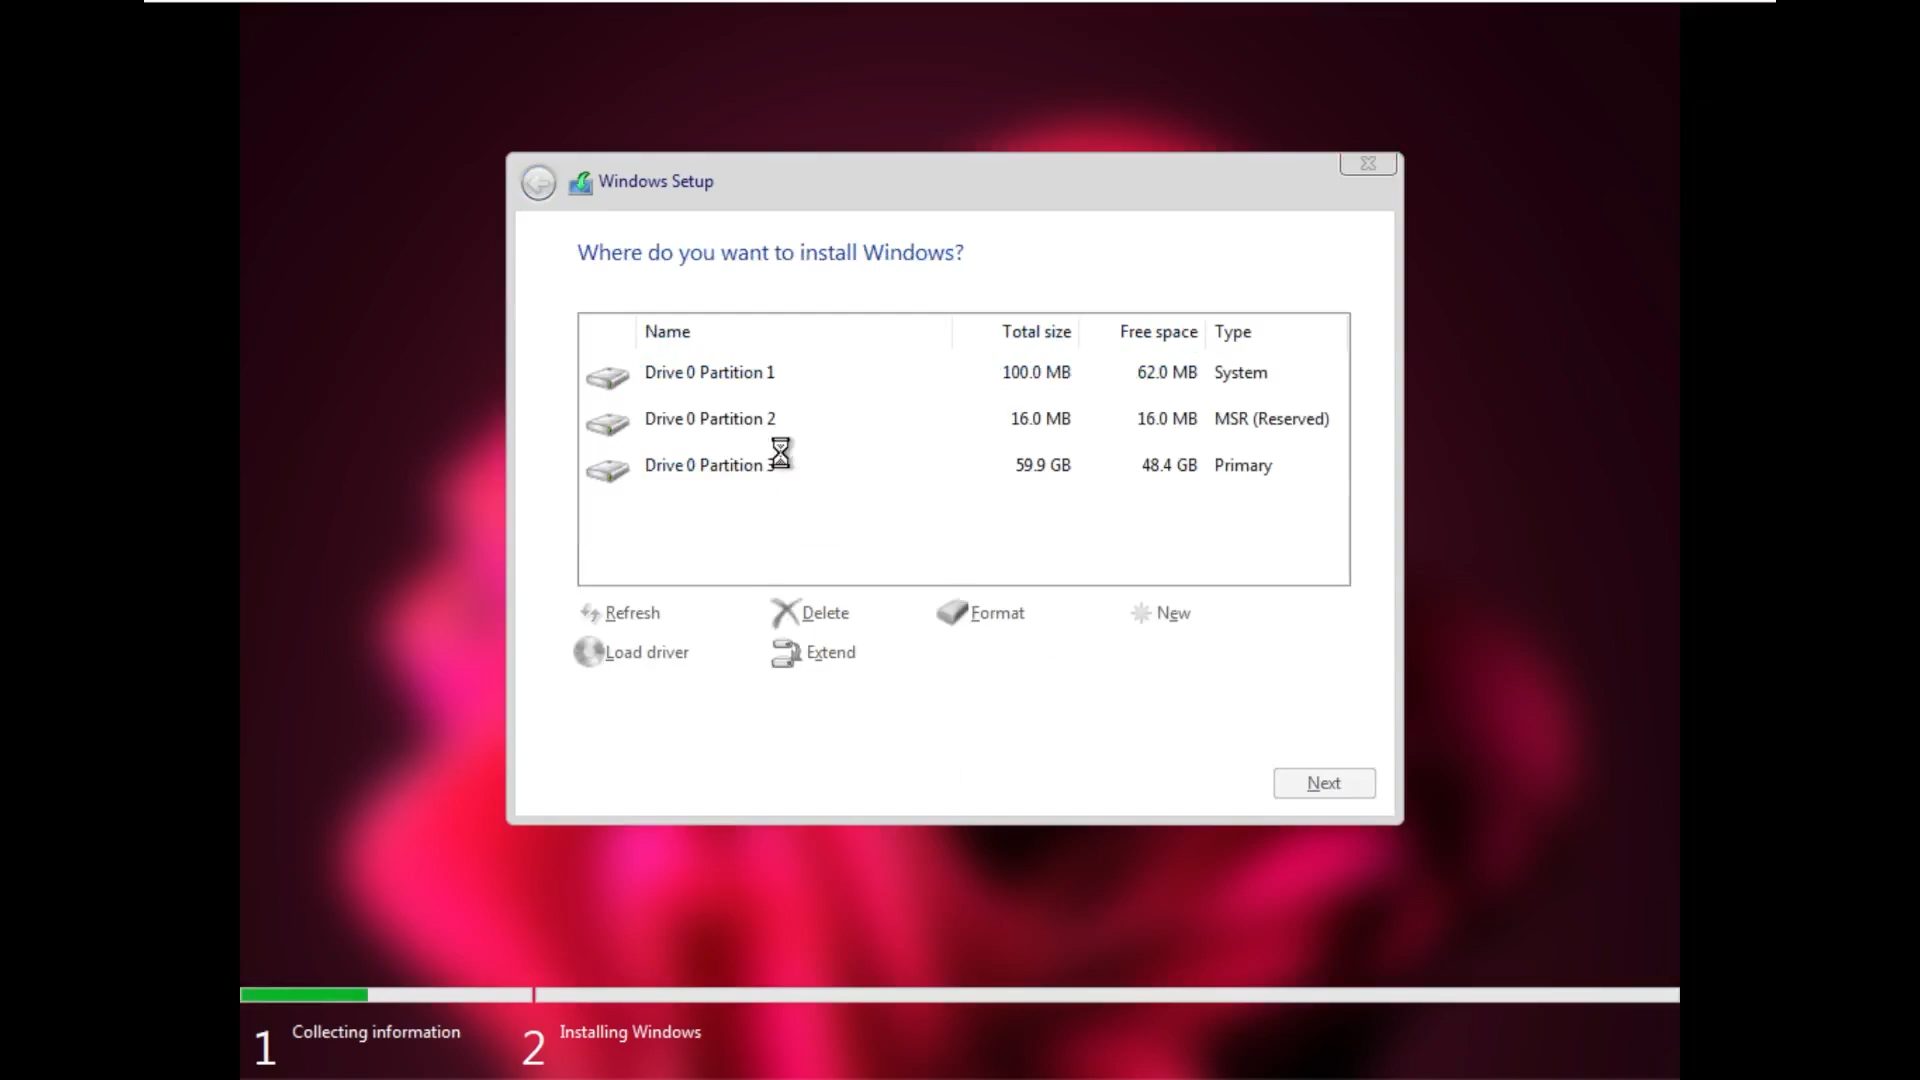 Windows Setup
Where do you want to install Windows?
Name Total size Free space Type
Drive 0 Partition 1 100.0 MB 62.0 MB System
Drive 0 Partition 2 16.0 MB 16.0 MB MSR (Reserved)
Drive 0 Partition 59.9 GB 48.4 GB Primary
Refresh Delete Format New
Load driver Extend
Next
1 Collecting information 2 Installing Windows